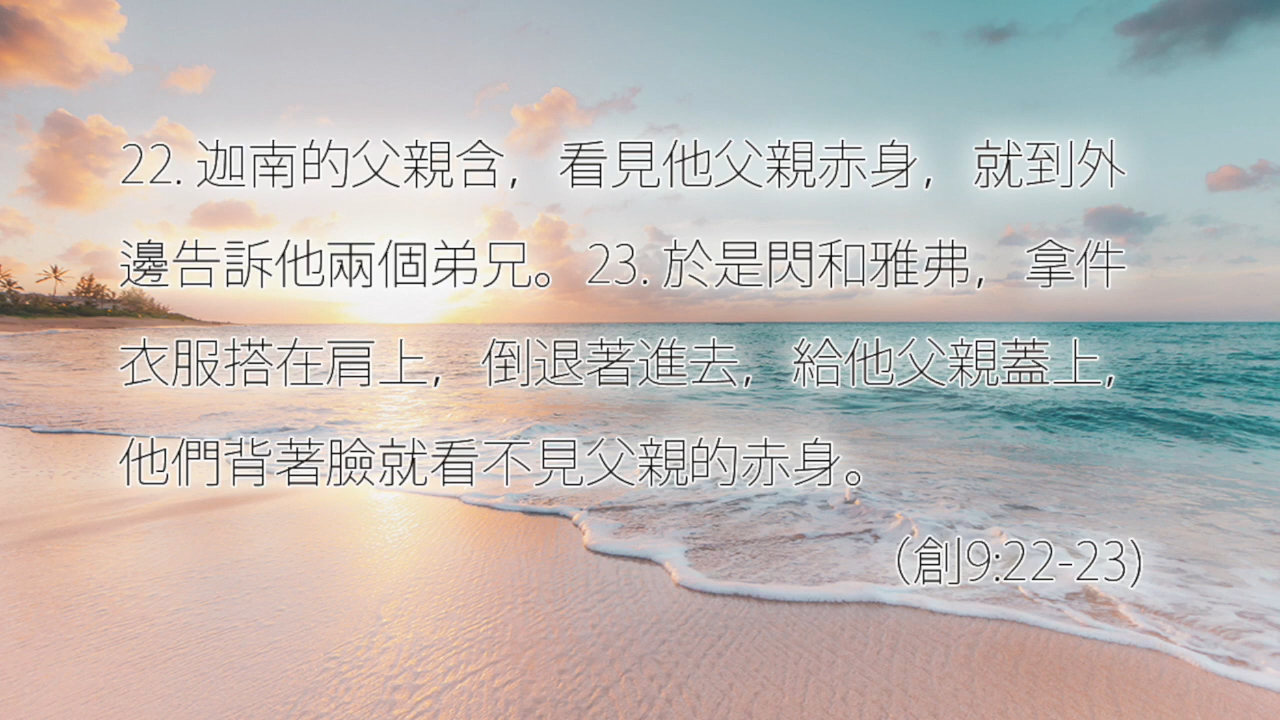 22. 迦南的父親含，看見他父親赤身，就到外
邊告訴他兩個弟兄。23. 於是閃和雅弗，拿件
衣服搭在肩上，倒退著進去，給他父親蓋上，
他們背著臉就看不見父親的赤身。
（創9:22-23)